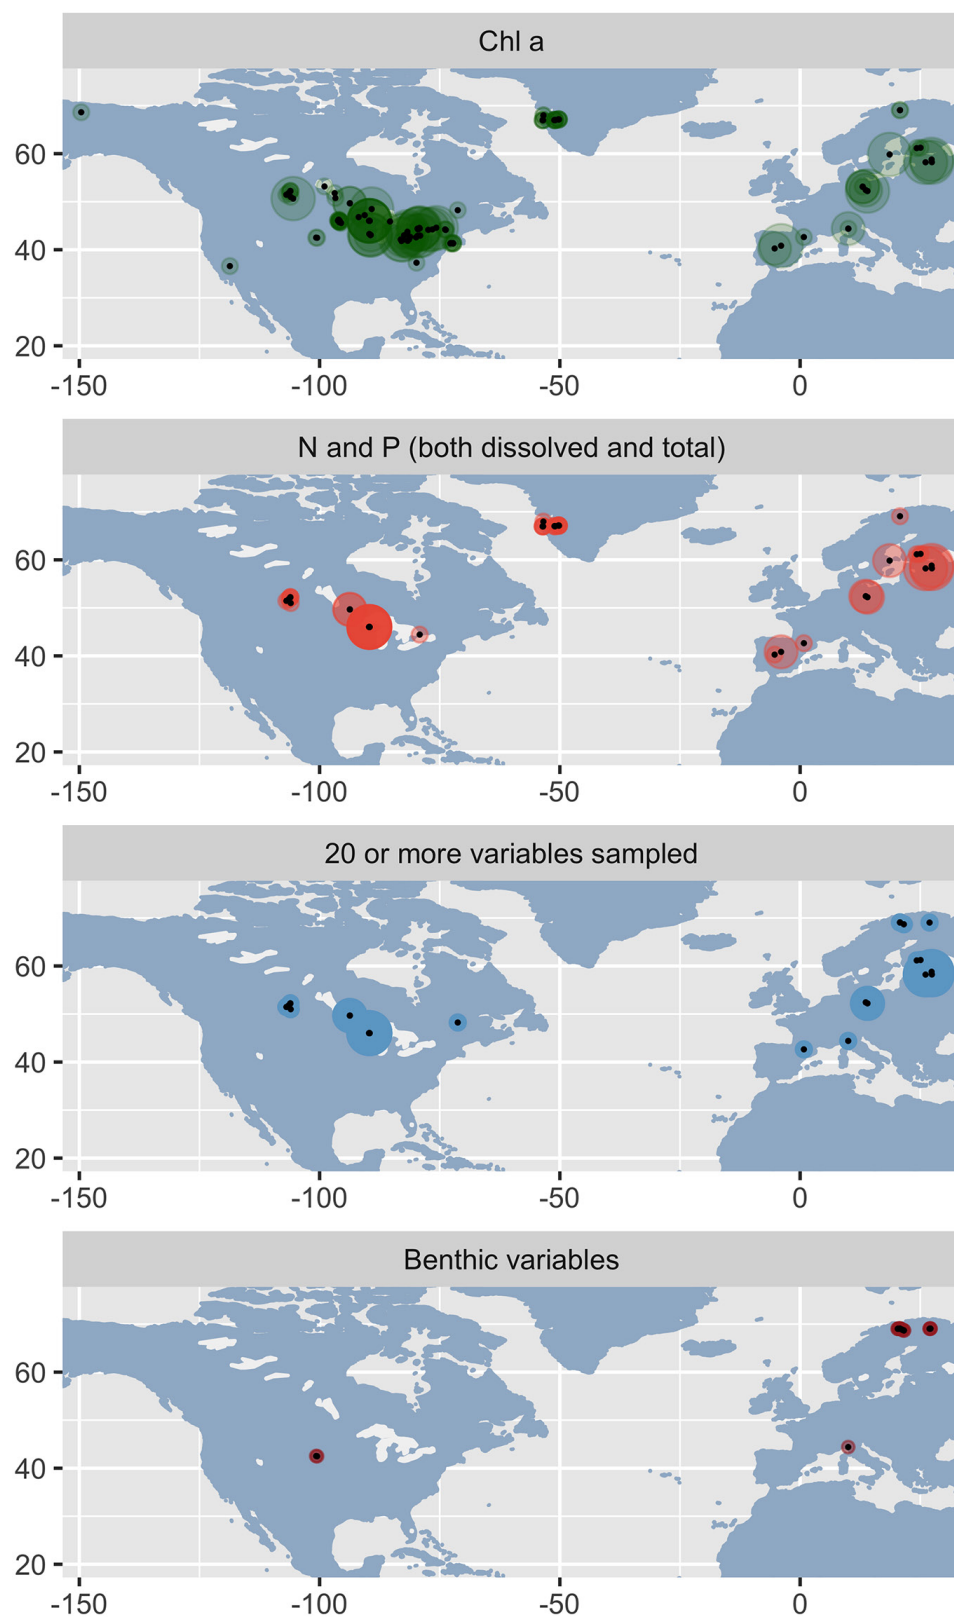 Chl a
60
40
20
-150 -100 -50 0
N and P (both dissolved and total)
60
40
20
-150 -100 -50 0
20 or more variables sampled
60
40
20
-150 -100 -50 0
Benthic variables
60
40
20
-150 -100 -50 0